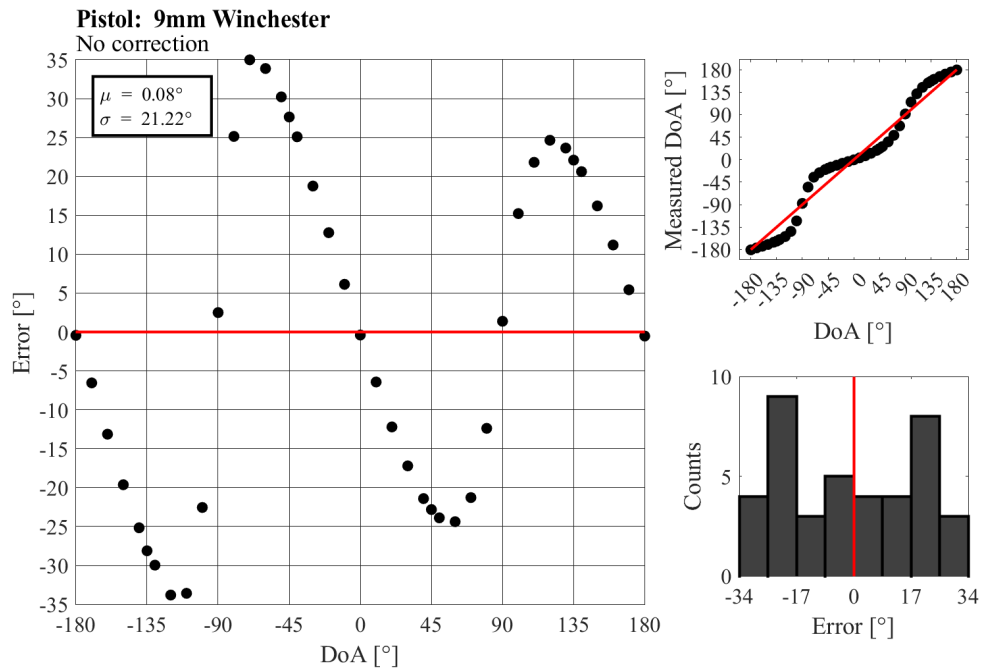 Pistol:  9mm Winchester
No correction
μ = 0.08°
σ = 21.22°
Error [°]
35
30
25
20
15
10
5
0
-5
-10
-15
-20
-25
-30
-35
-180 -135 -90 -45 0 45 90 135 180
DoA [°]
Measured DoA [°]
180
135
90
45
0
-45
-90
-135
-180
-180 -135 -90 -45 0 45 90 135 180
DoA [°]
Counts
10
5
0
-34 -17 0 17 34
Error [°]